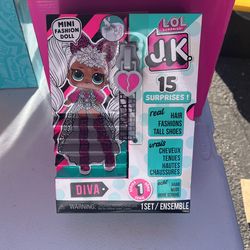 MINI
FASHION
DOLL
L.O.L.
SURPRISE!
J.K.
15
SURPRISES!
real HAIR
FASHIONS
TALL SHOES
vrais CHEVEUX
TENUES
HAUTES
CHAUSSURES
DIVA
1
WARNING:
1 SET/ENSEMBLE